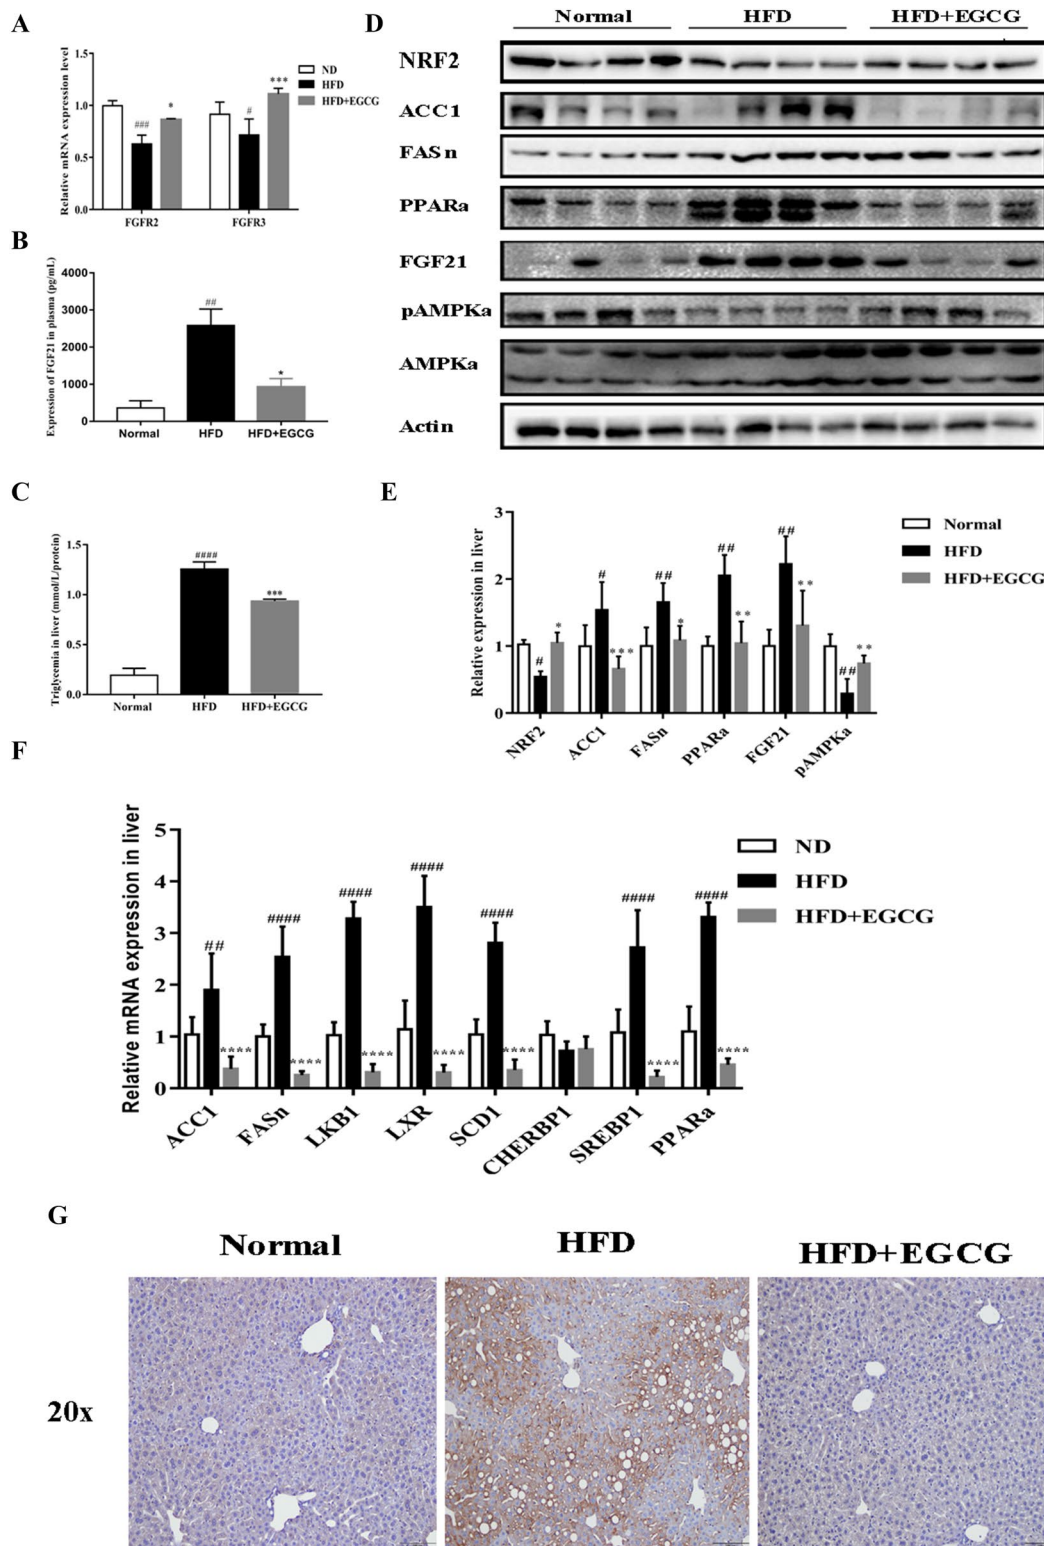 A
Relative mRNA expression level
1.5
1.0
0.5
0.0
###
*
#
***
FGFR2
FGFR3
ND
HFD
HFD+EGCG
B
Expression of FGF21 in plasma (pg/mL)
4000
3000
2000
1000
0
##
*
Normal
HFD
HFD+EGCG
C
Triglycemia in liver (mmol/L/protein)
1.5
1.0
0.5
0.0
####
***
Normal
HFD
HFD+EGCG
D
Normal
HFD
HFD+EGCG
NRF2
ACC1
FASn
PPARa
FGF21
pAMPKa
AMPKa
Actin
E
Relative expression in liver
3
2
1
0
#
*
#
***
##
*
##
**
##
**
##
**
NRF2
ACC1
FASn
PPARa
FGF21
pAMPKa
Normal
HFD
HFD+EGCG
F
Relative mRNA expression in liver
5
4
3
2
1
0
##
****
####
****
####
****
####
****
####
****
####
****
####
****
ACC1
FASn
LKB1
LXR
SCD1
CHERBP1
SREBP1
PPARa
ND
HFD
HFD+EGCG
G
Normal
HFD
HFD+EGCG
20x